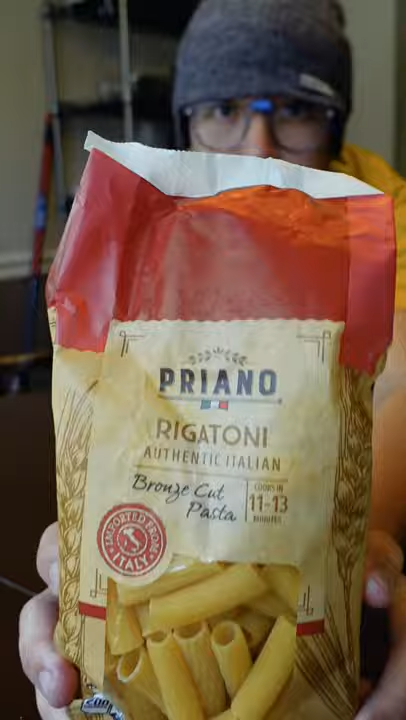 PRIANO
RIGATONI
AUTHENTIC ITALIAN
Bronze Cut
Pasta
COOKS IN
11-13
MINUTES
IMPORTED FROM
ITALY